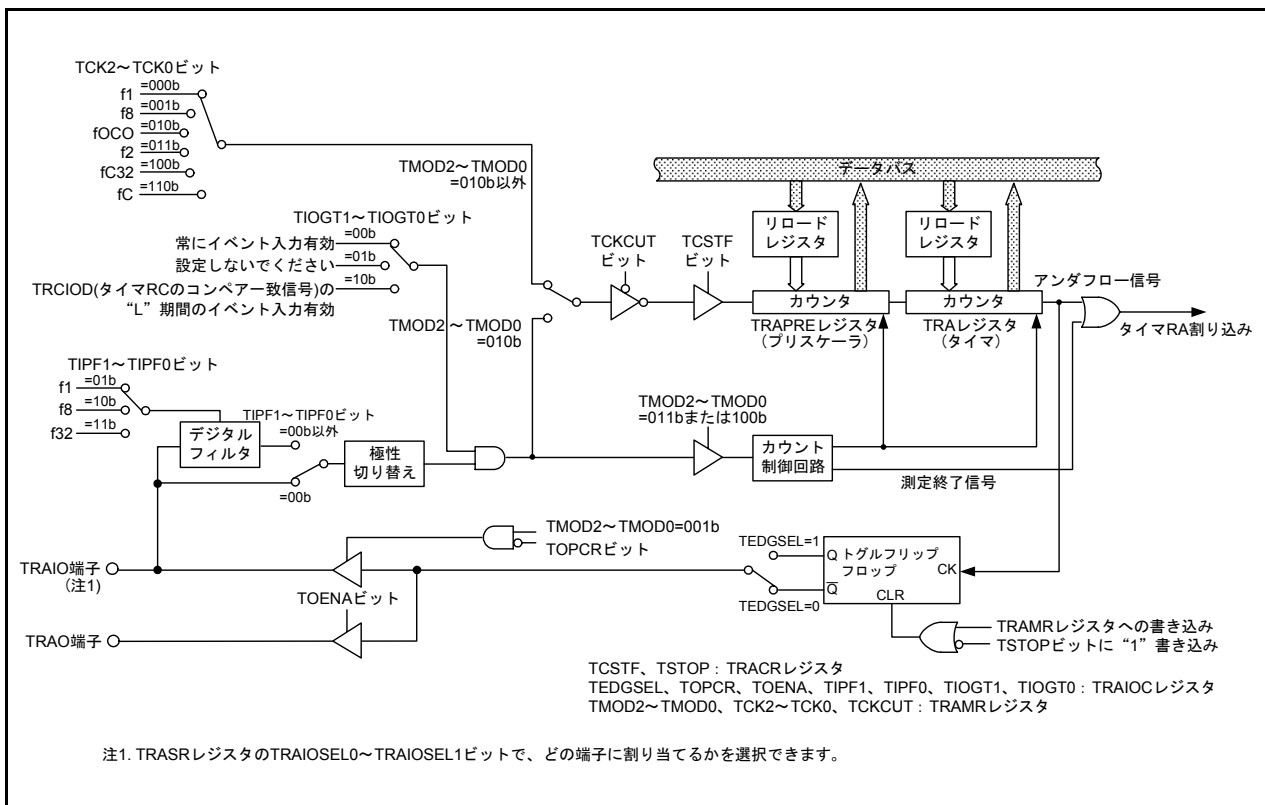 TCK2～TCK0ビット
f1 =000b
f8 =001b
fOCO =010b
f2 =011b
fC32 =100b
fC =110b
TMOD2～TMOD0
=010b以外
TIOGT1～TIOGT0ビット
常にイベント入力有効 =00b
設定しないでください =01b
TRCIOD(タイマRCのコンペアー致信号)の =10b
“L”期間のイベント入力有効
TMOD2～TMOD0
=010b
TCKCUT
ビット
TCSTF
ビット
データバス
リロード
レジスタ
リロード
レジスタ
カウンタ
TRAPREレジスタ
(プリスケーラ)
カウンタ
TRAレジスタ
(タイマ)
アンダフロー信号
タイマRA割り込み
TIPF1～TIPF0ビット
f1 =01b
f8 =10b
f32 =11b
デジタル
フィルタ
TIPF1～TIPF0ビット
=00b以外
=00b
極性
切り替え
TMOD2～TMOD0
=011bまたは100b
カウント
制御回路
測定終了信号
TMOD2～TMOD0=001b
TOPCRビット
TRAIO端子
(注1)
TOENAビット
TRAO端子
TEDGSEL=1
TEDGSEL=0
Q トグルフリップ
フロップ
CK
Q
CLR
TRAMRレジスタへの書き込み
TSTOPビットに“1”書き込み
TCSTF、TSTOP：TRACRレジスタ
TEDGSEL、TOPCR、TOENA、TIPF1、TIPF0、TIOGT1、TIOGT0：TRAIOCレジスタ
TMOD2～TMOD0、TCK2～TCK0、TCKCUT：TRAMRレジスタ
注1. TRASRレジスタのTRAIOSEL0～TRAIOSEL1ビットで、どの端子に割り当てるかを選択できます。